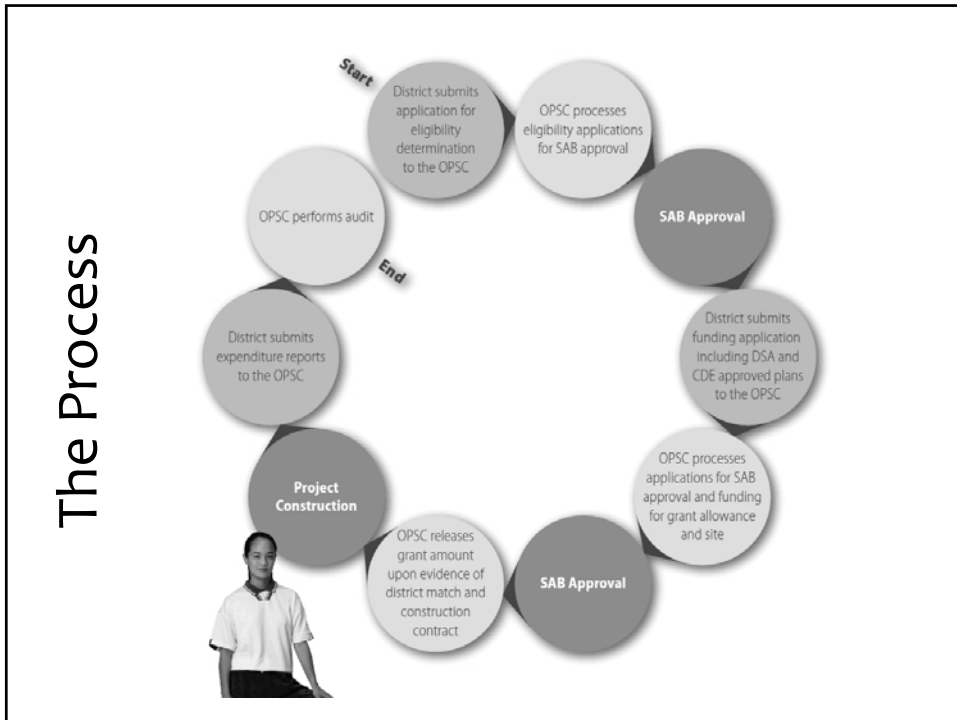 The Process
Start
District submits
application for
eligibility
determination
to the OPSC
OPSC processes
eligibility applications
for SAB approval
SAB Approval
District submits
funding application
including DSA and
CDE approved plans
to the OPSC
OPSC processes
applications for SAB
approval and funding
for grant allowance
and site
SAB Approval
OPSC releases
grant amount
upon evidence of
district match and
construction
contract
Project
Construction
District submits
expenditure reports
to the OPSC
OPSC performs audit
End